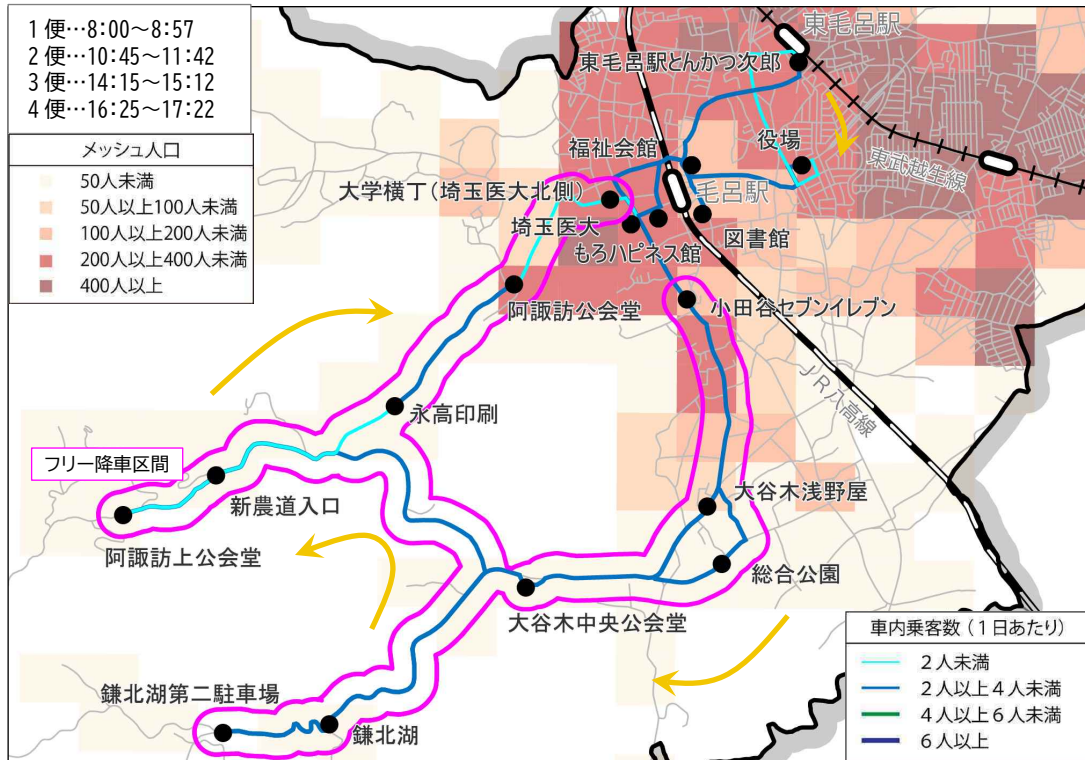 1便…8:00～8:57
2便…10:45～11:42
3便…14:15～15:12
4便…16:25～17:22
メッシュ人口
50人未満
50人以上100人未満
100人以上200人未満
200人以上400人未満
400人以上
東毛呂駅
東毛呂駅とんかつ次郎
福祉会館
役場
東武越生線
大学横丁(埼玉医大北側)
毛呂駅
埼玉医大
図書館
もろハピネス館
阿諏訪公会堂
小田谷セブンイレブン
JR八高線
永高印刷
フリー降車区間
新農道入口
大谷木浅野屋
阿諏訪上公会堂
総合公園
大谷木中央公会堂
鎌北湖第二駐車場
鎌北湖
車内乗客数(1日あたり)
2人未満
2人以上4人未満
4人以上6人未満
6人以上